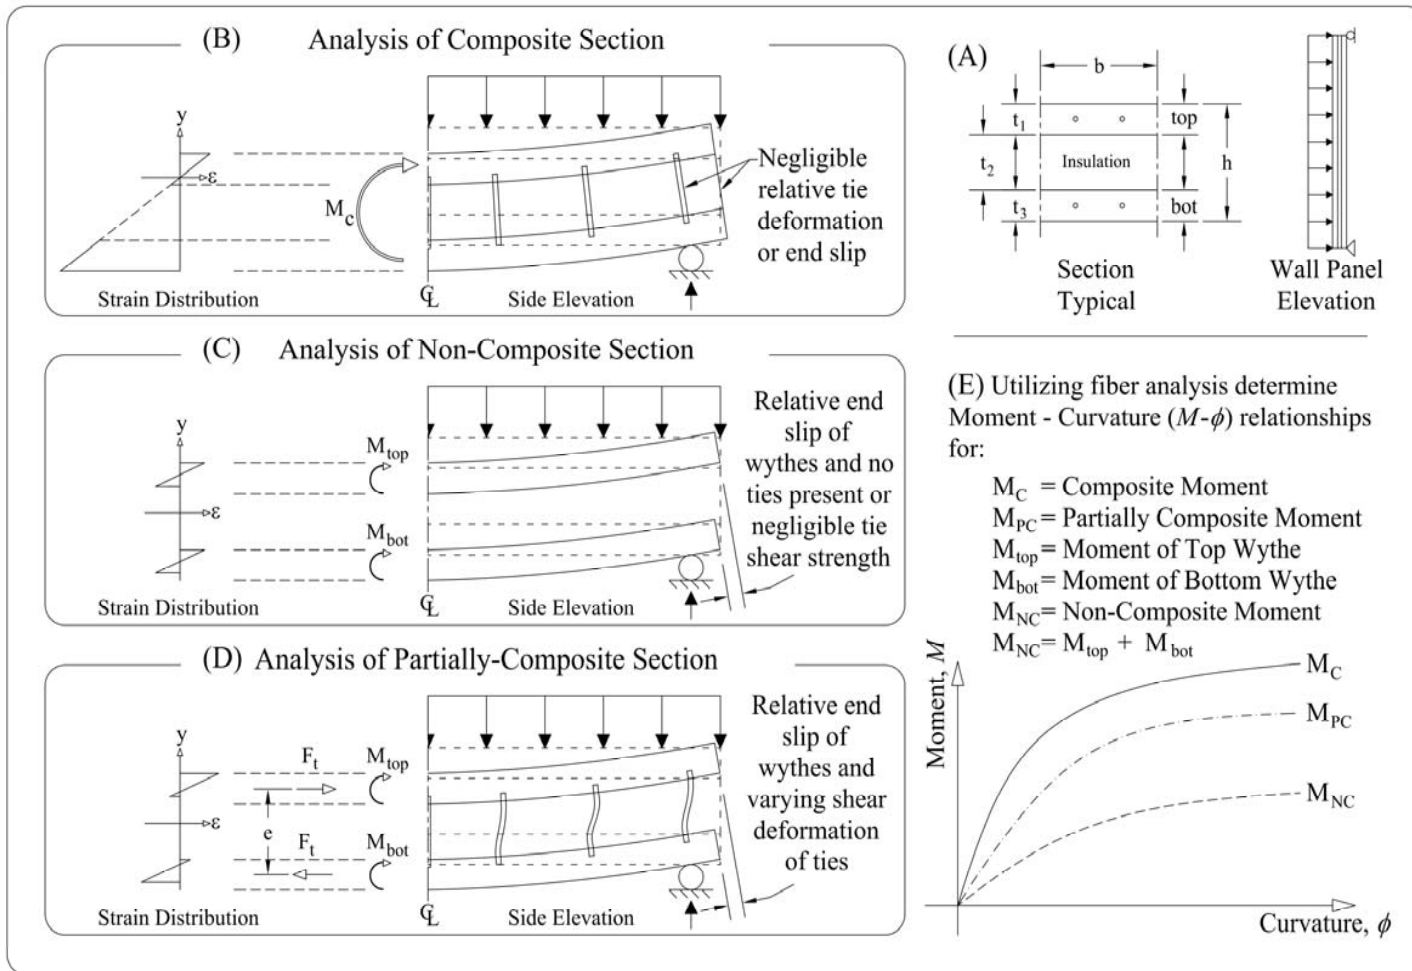 (B) Analysis of Composite Section
y
ε
M_c
Negligible
relative tie
deformation
or end slip
Strain Distribution
℄
Side Elevation
(A)
b
t₁
top
t₂
Insulation
h
t₃
bot
Section
Typical
Wall Panel
Elevation
(C) Analysis of Non-Composite Section
y
M_top
ε
M_bot
Relative end
slip of
wythes and no
ties present or
negligible tie
shear strength
Strain Distribution
℄
Side Elevation
(D) Analysis of Partially-Composite Section
y
F_t
M_top
ε
e
F_t
M_bot
Relative end
slip of
wythes and
varying shear
deformation
of ties
Strain Distribution
℄
Side Elevation
(E) Utilizing fiber analysis determine
Moment - Curvature (M-ϕ) relationships
for:
M_C = Composite Moment
M_PC = Partially Composite Moment
M_top = Moment of Top Wythe
M_bot = Moment of Bottom Wythe
M_NC = Non-Composite Moment
M_NC = M_top + M_bot
Moment, M
M_C
M_PC
M_NC
Curvature, ϕ